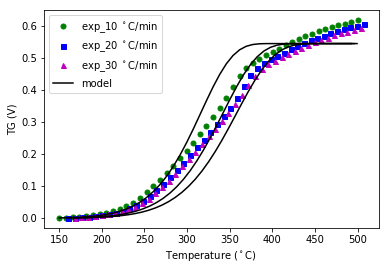 exp_10 °C/min
exp_20 °C/min
exp_30 °C/min
model
TG (V)
0.6
0.5
0.4
0.3
0.2
0.1
0.0
150 200 250 300 350 400 450 500
Temperature (°C)